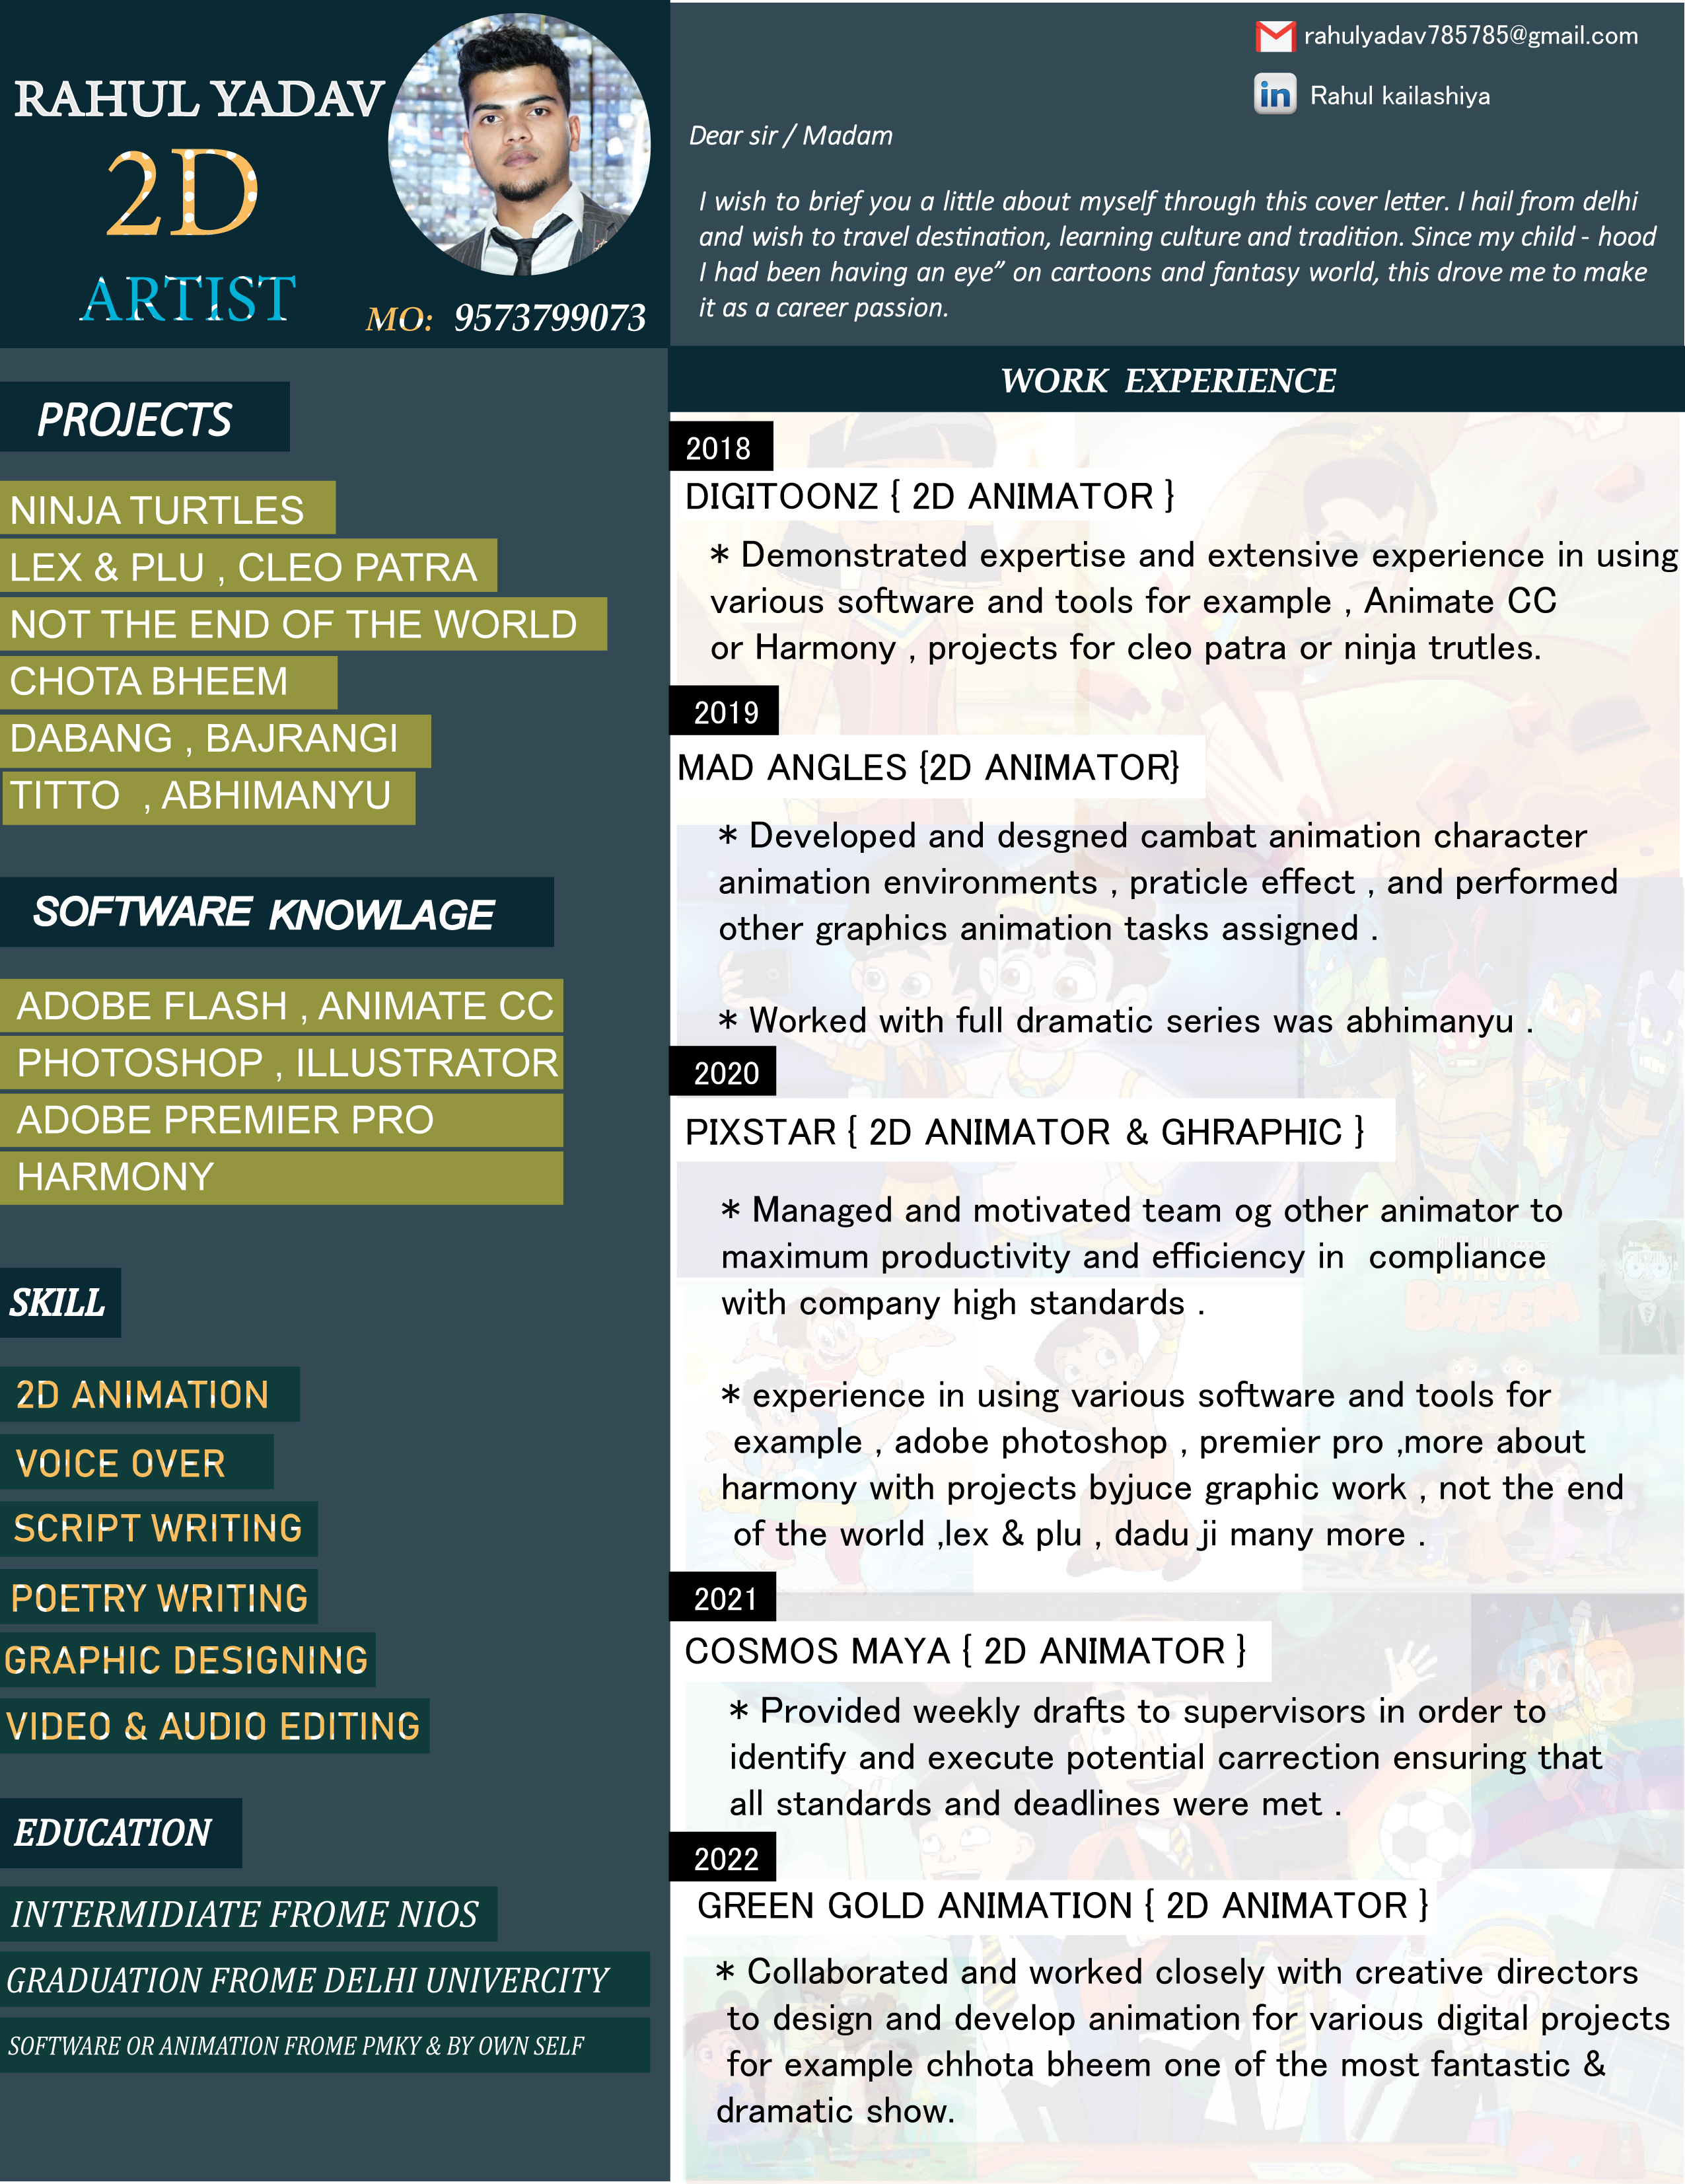 RAHUL YADAV
2D
ARTIST
MO: 9573799073
rahulyadav785785@gmail.com
in Rahul kailashiya
Dear sir / Madam
I wish to brief you a little about myself through this cover letter. I hail from delhi
and wish to travel destination, learning culture and tradition. Since my child - hood
I had been having an eye” on cartoons and fantasy world, this drove me to make
it as a career passion.
PROJECTS
NINJA TURTLES
LEX & PLU , CLEO PATRA
NOT THE END OF THE WORLD
CHOTA BHEEM
DABANG , BAJRANGI
TITTO , ABHIMANYU
SOFTWARE KNOWLAGE
ADOBE FLASH , ANIMATE CC
PHOTOSHOP , ILLUSTRATOR
ADOBE PREMIER PRO
HARMONY
SKILL
2D ANIMATION
VOICE OVER
SCRIPT WRITING
POETRY WRITING
GRAPHIC DESIGNING
VIDEO & AUDIO EDITING
EDUCATION
INTERMIDIATE FROME NIOS
GRADUATION FROME DELHI UNIVERCITY
SOFTWARE OR ANIMATION FROME PMKY & BY OWN SELF
WORK EXPERIENCE
2018
DIGITOONZ { 2D ANIMATOR }
* Demonstrated expertise and extensive experience in using
various software and tools for example , Animate CC
or Harmony , projects for cleo patra or ninja trutles.
2019
MAD ANGLES {2D ANIMATOR}
* Developed and desgned cambat animation character
animation environments , praticle effect , and performed
other graphics animation tasks assigned .
* Worked with full dramatic series was abhimanyu .
2020
PIXSTAR { 2D ANIMATOR & GHRAPHIC }
* Managed and motivated team og other animator to
maximum productivity and efficiency in compliance
with company high standards .
* experience in using various software and tools for
example , adobe photoshop , premier pro ,more about
harmony with projects byjuce graphic work , not the end
of the world ,lex & plu , dadu ji many more .
2021
COSMOS MAYA { 2D ANIMATOR }
* Provided weekly drafts to supervisors in order to
identify and execute potential carrection ensuring that
all standards and deadlines were met .
2022
GREEN GOLD ANIMATION { 2D ANIMATOR }
* Collaborated and worked closely with creative directors
to design and develop animation for various digital projects
for example chhota bheem one of the most fantastic &
dramatic show.
CHHOTA
BHEEM